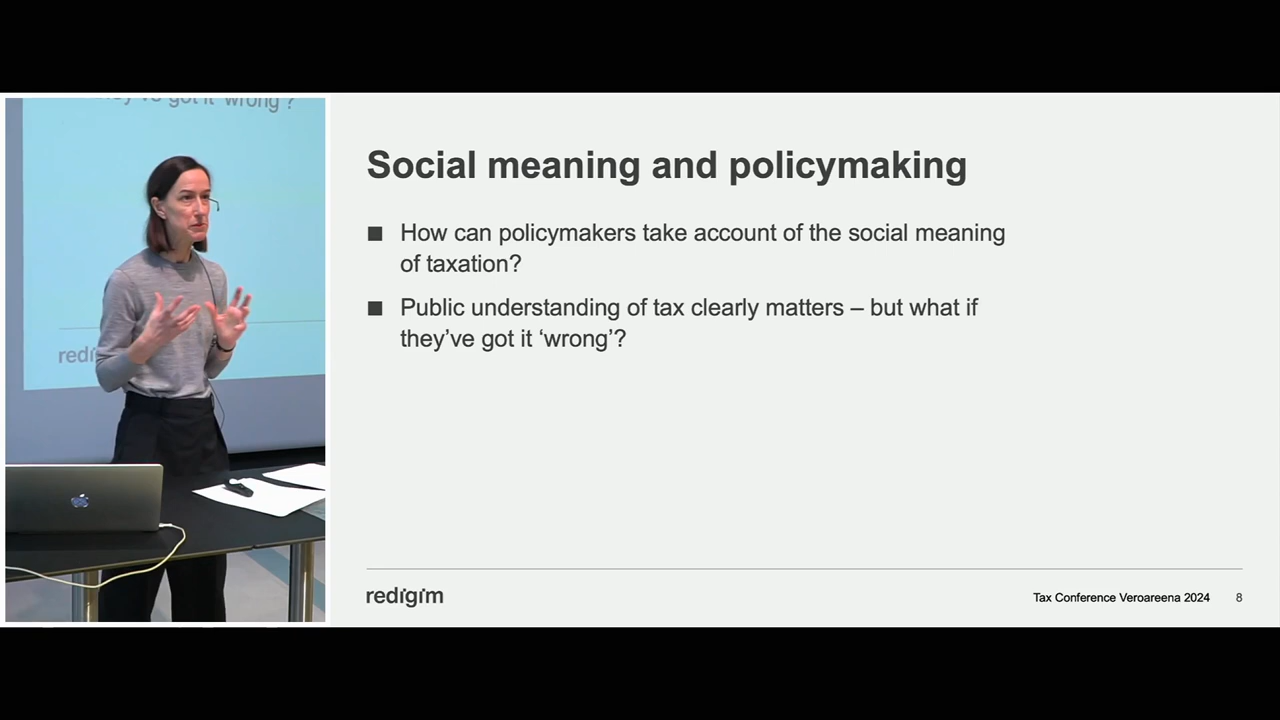 they've got it 'wrong'?
redi
Social meaning and policymaking
■ How can policymakers take account of the social meaning
of taxation?
■ Public understanding of tax clearly matters – but what if
they've got it ‘wrong’?
redigim
Tax Conference Veroareena 2024 8